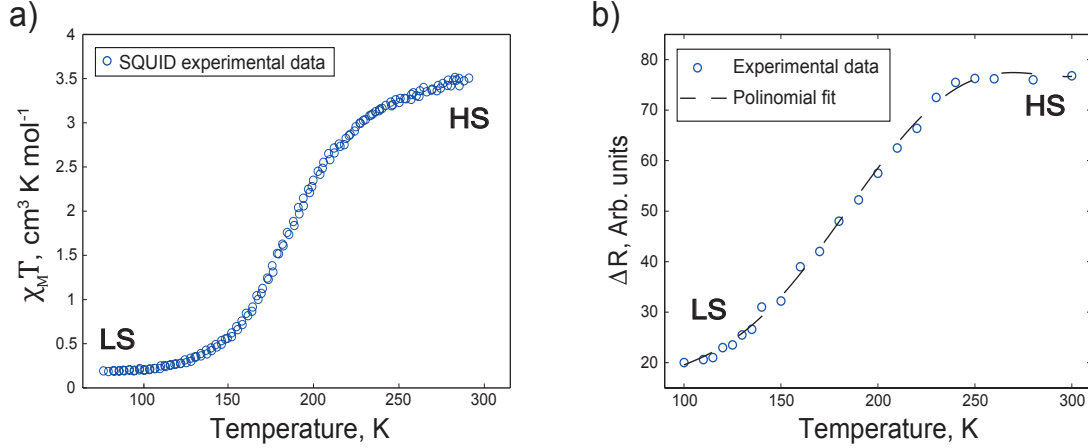 a)
SQUID experimental data
4
3.5
3
2.5
2
1.5
1
0.5
0
HS
LS
χMT, cm³ K mol⁻¹
100
150
200
250
300
Temperature, K
b)
Experimental data
Polinomial fit
80
70
60
50
40
30
20
HS
LS
ΔR, Arb. units
100
150
200
250
300
Temperature, K